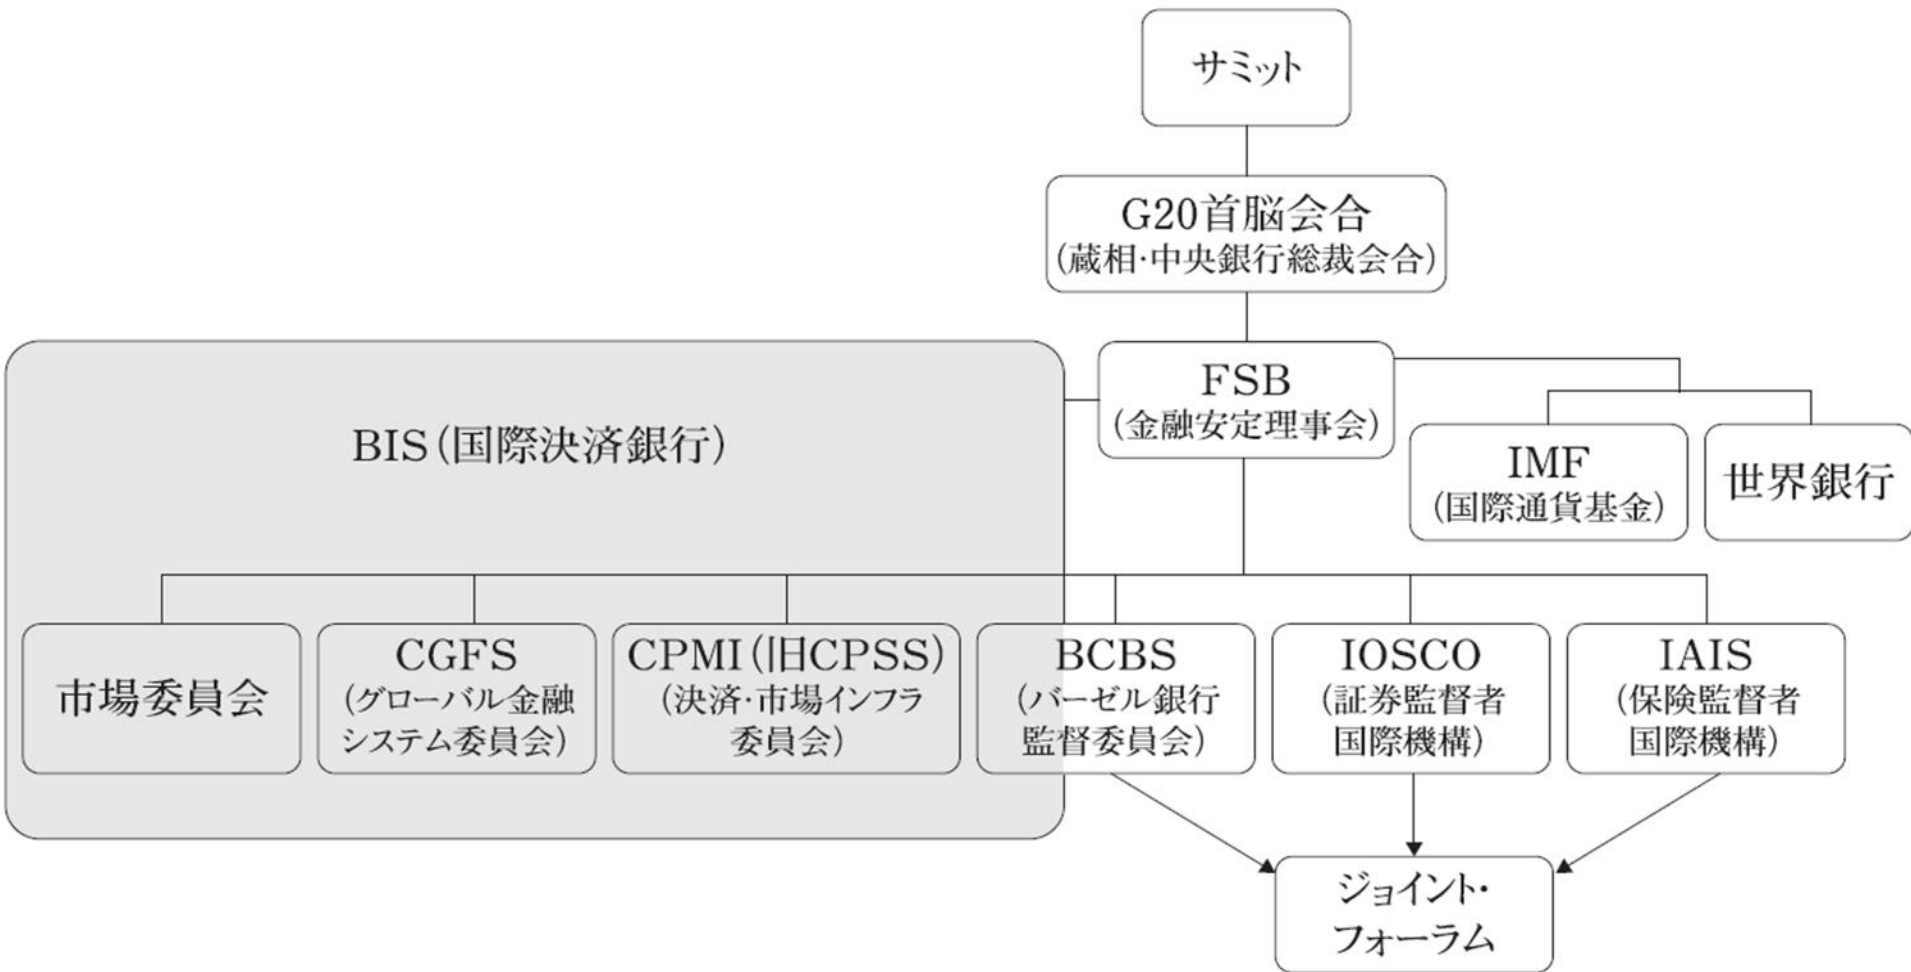 サミット
G20首脳会合
(蔵相·中央銀行総裁会合)
FSB
(金融安定理事会)
BIS(国際決済銀行)
IMF
(国際通貨基金)
世界銀行
市場委員会
CGFS
(グローバル金融
システム委員会)
CPMI(旧CPSS)
(決済·市場インフラ
委員会)
BCBS
(バーゼル銀行
監督委員会)
IOSCO
(証券監督者
国際機構)
IAIS
(保険監督者
国際機構)
ジョイント·
フォーラム